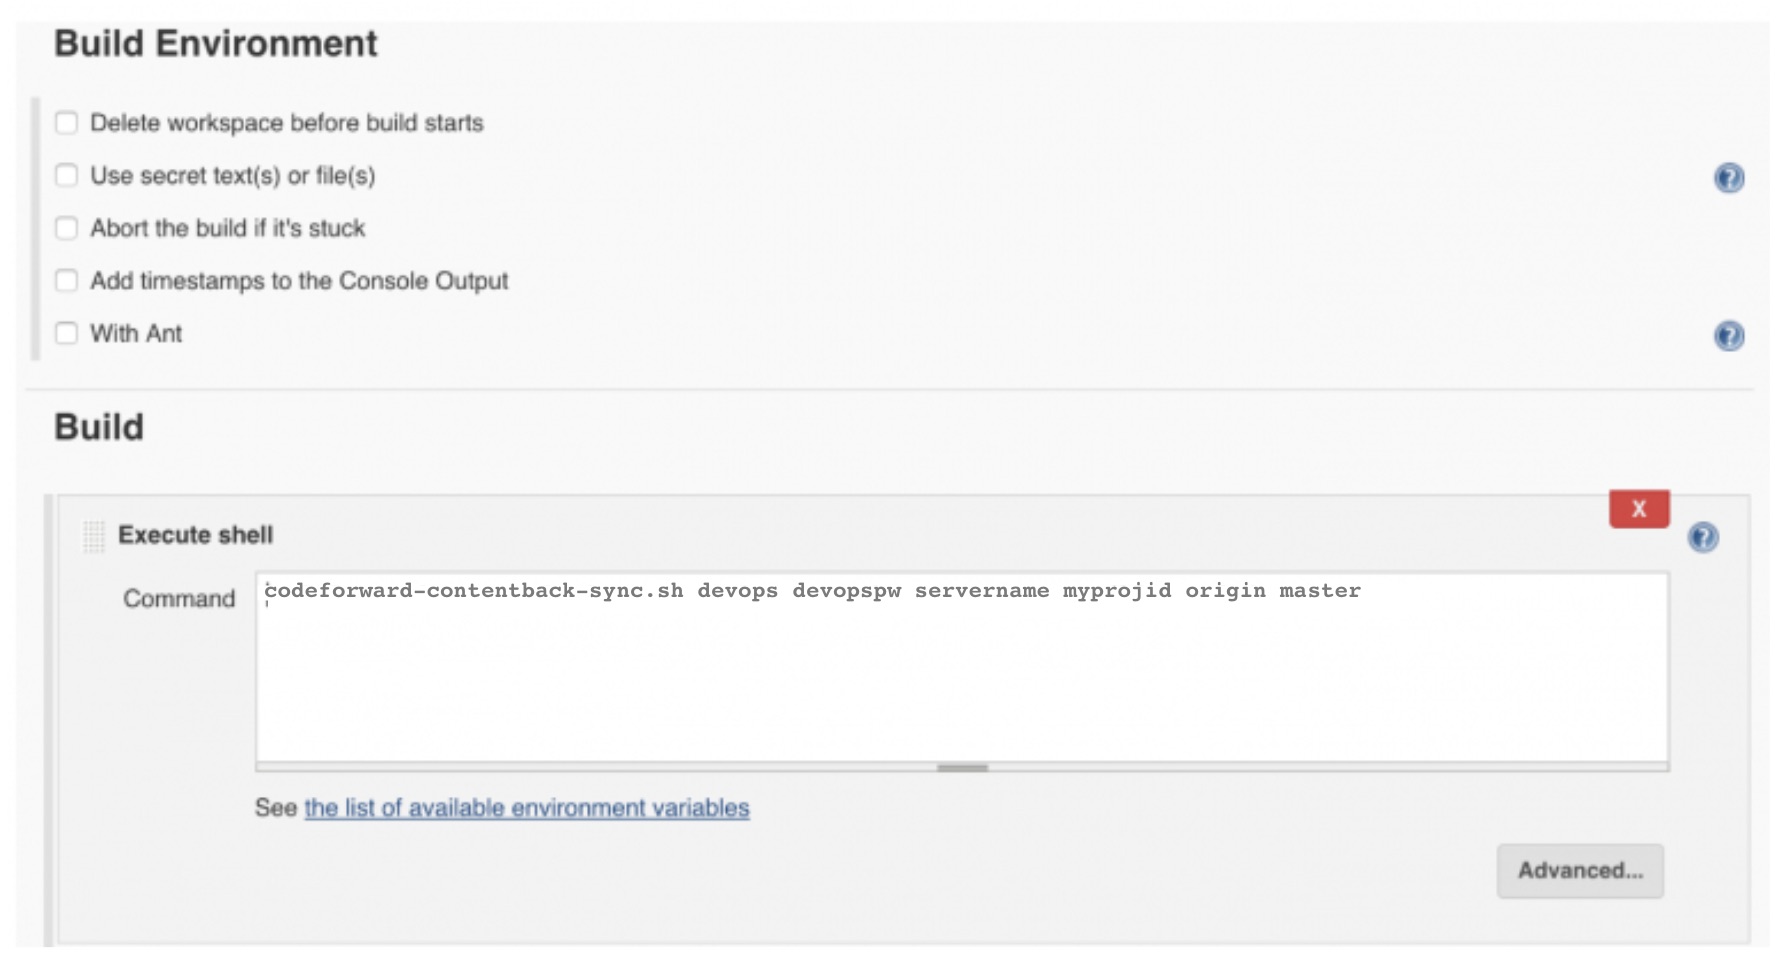 Build Environment
Delete workspace before build starts
Use secret text(s) or file(s)
?
Abort the build if it's stuck
Add timestamps to the Console Output
With Ant
?
Build
X
Execute shell
?
Command
codeforward-contentback-sync.sh devops devopspw servername myprojid origin master
See the list of available environment variables
Advanced...